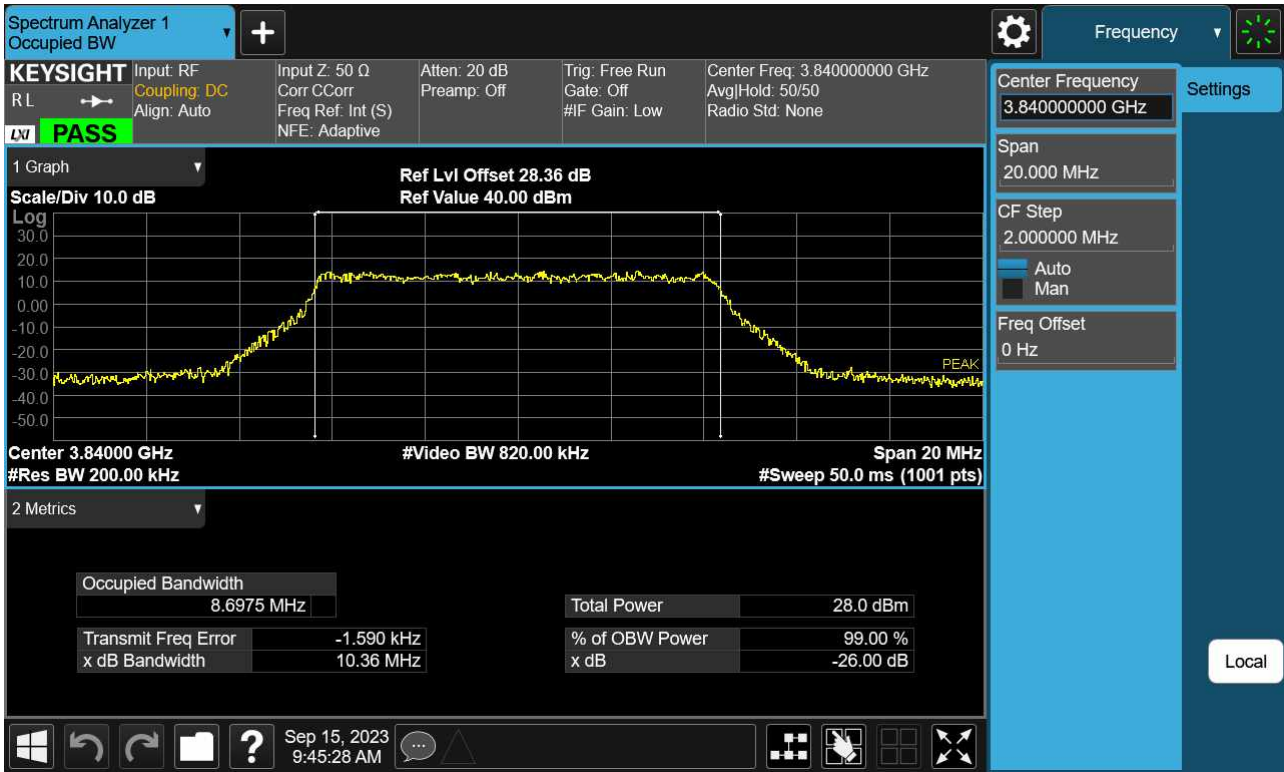 Spectrum Analyzer 1
Occupied BW
+
Frequency
KEYSIGHT
R L
LXI
PASS
Input: RF
Coupling: DC
Align: Auto
Input Z: 50 Ω
Corr CCorr
Freq Ref: Int (S)
NFE: Adaptive
Atten: 20 dB
Preamp: Off
Trig: Free Run
Gate: Off
#IF Gain: Low
Center Freq: 3.840000000 GHz
Avg|Hold: 50/50
Radio Std: None
Center Frequency
3.840000000 GHz
Settings
Span
20.000 MHz
CF Step
2.000000 MHz
Auto
Man
Freq Offset
0 Hz
Local
1 Graph
Scale/Div 10.0 dB
Ref Lvl Offset 28.36 dB
Ref Value 40.00 dBm
Log
30.0
20.0
10.0
0.00
-10.0
-20.0
-30.0
-40.0
-50.0
PEAK
Center 3.84000 GHz
#Video BW 820.00 kHz
Span 20 MHz
#Res BW 200.00 kHz
#Sweep 50.0 ms (1001 pts)
2 Metrics
Occupied Bandwidth
8.6975 MHz
Total Power 28.0 dBm
Transmit Freq Error -1.590 kHz
% of OBW Power 99.00 %
x dB Bandwidth 10.36 MHz
x dB -26.00 dB
?
Sep 15, 2023
9:45:28 AM